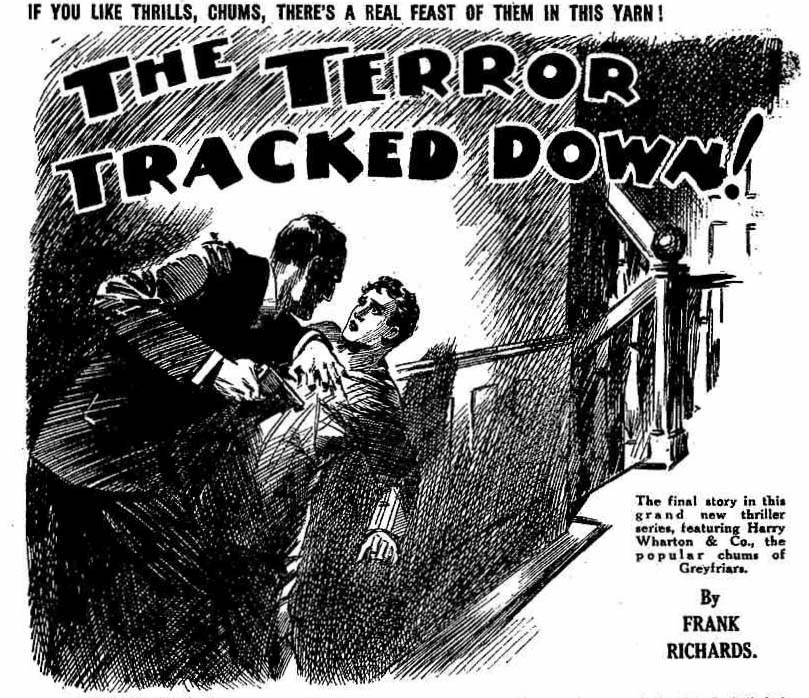 IF YOU LIKE THRILLS, CHUMS, THERE'S A REAL FEAST OF THEM IN THIS YARN!
THE TERROR
TRACKED DOWN!
The final story in this
grand new thriller
series, featuring Harry
Wharton & Co., the
popular chums of
Greyfriars.
By
FRANK
RICHARDS.